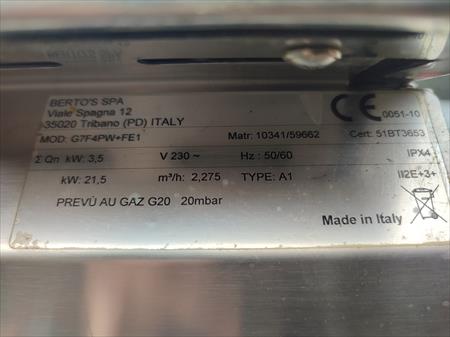 BERTO'S SPA
Viale Spagna 12
35020 Tribano (PD) ITALY
CE 0051-10
MOD: G7F4PW+FE1 Matr: 10341/59662 Cert: 51BT3653
Σ Qn kW: 3,5 V 230 ~ Hz : 50/60 IPX4
kW: 21,5 m³/h: 2,275 TYPE: A1 II2E+3+
PREVÙ AU GAZ G20 20mbar
Made in Italy